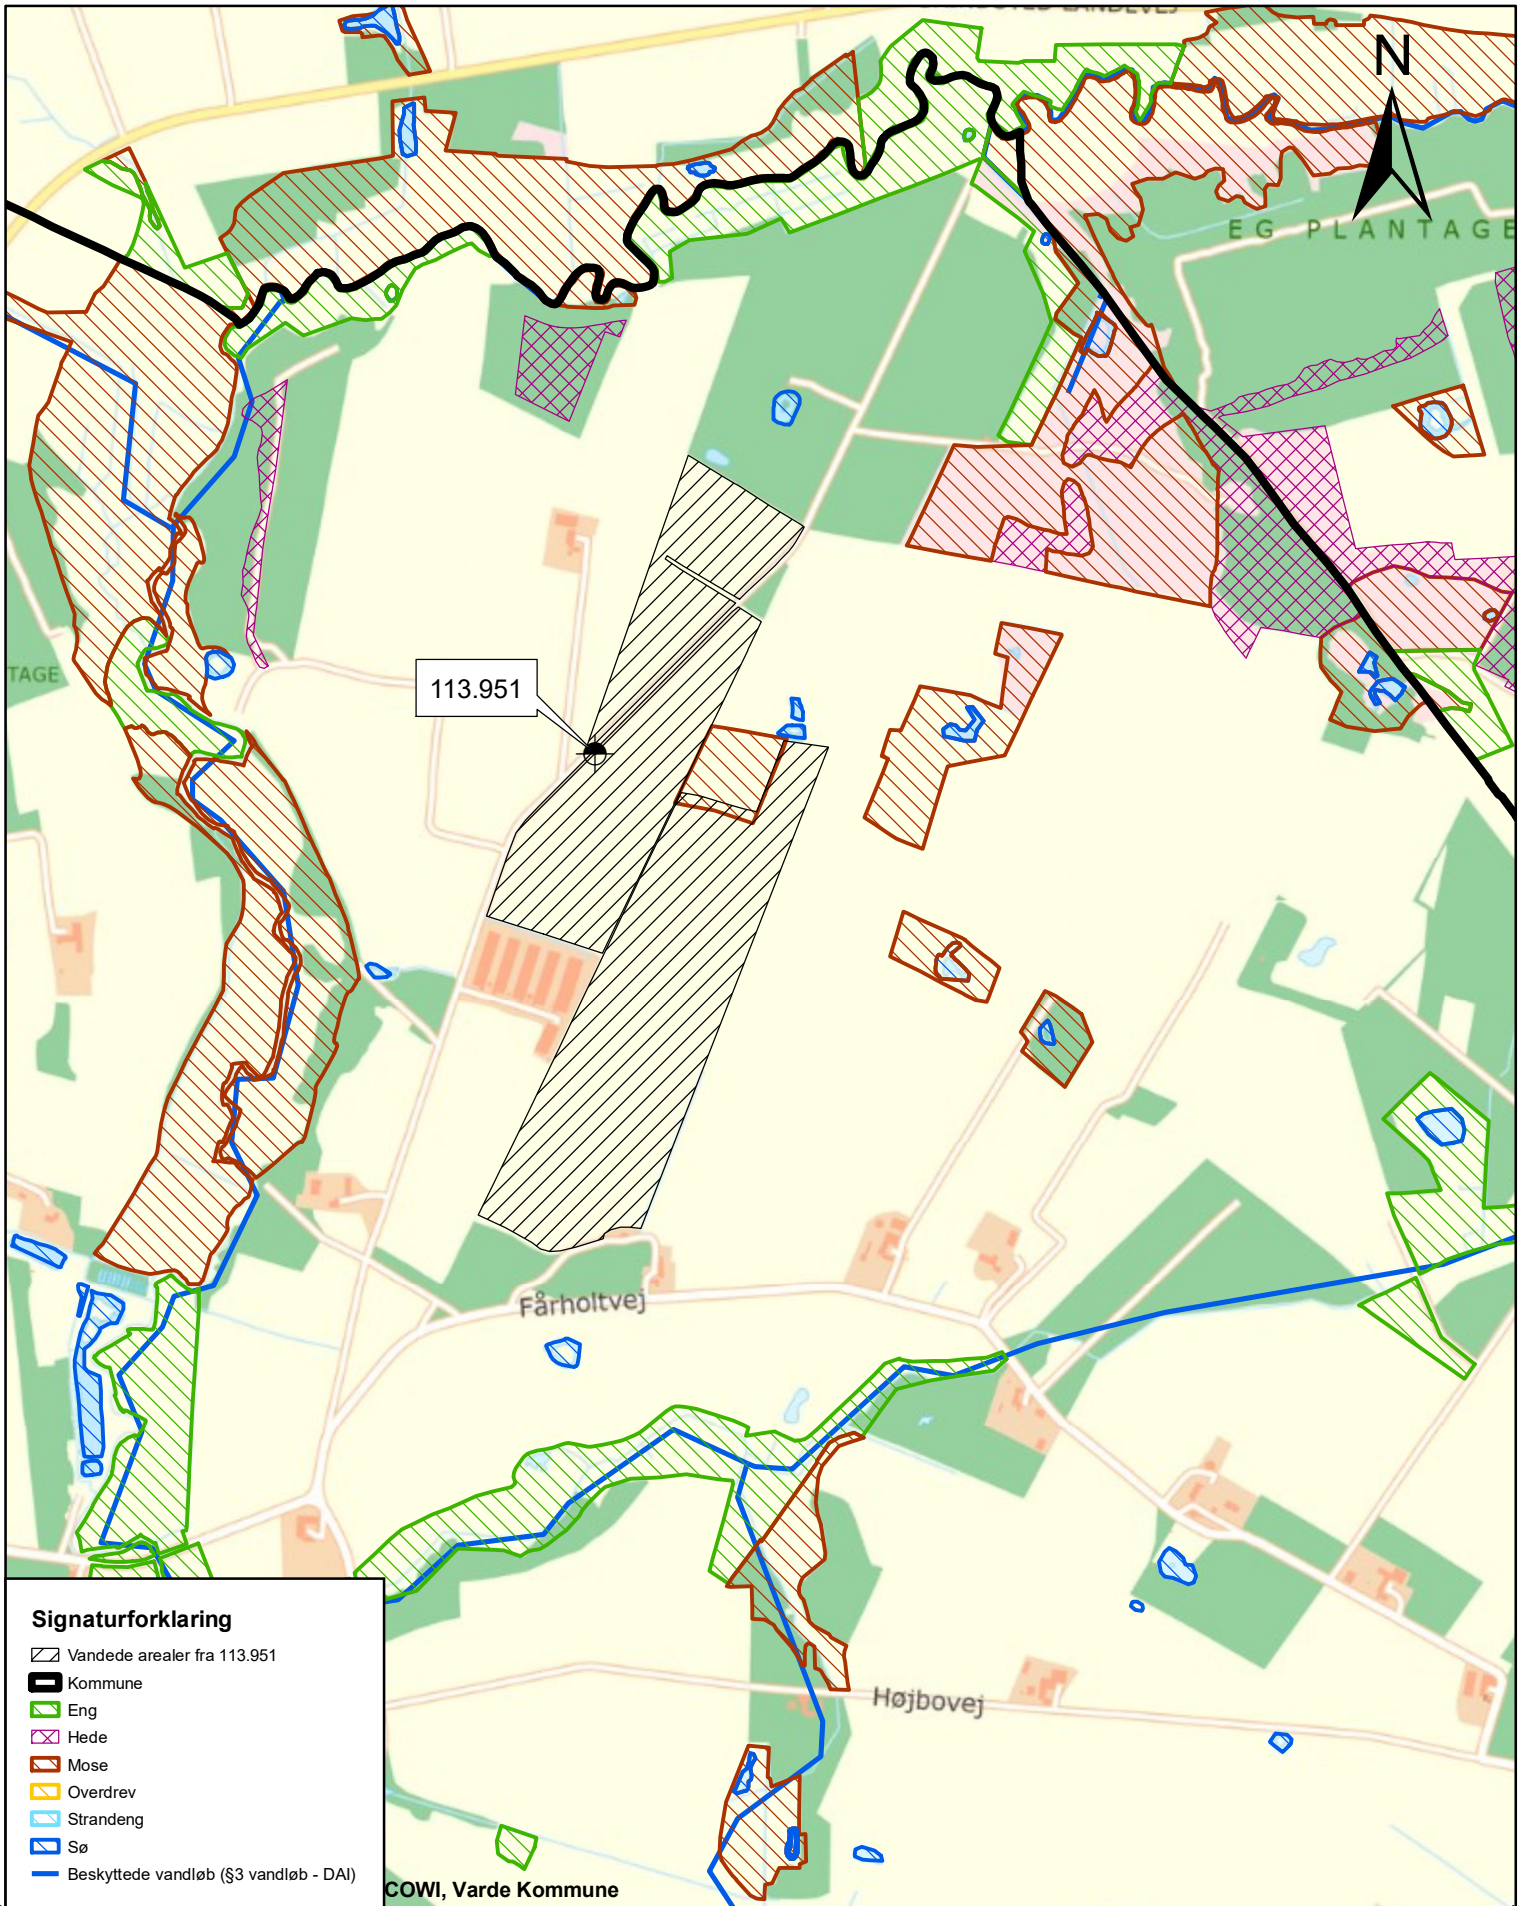 LANDEVEJ
N
EG PLANTAGE
TAGE
113.951
Fårholtvej
Højbovej
Signaturforklaring
Vandede arealer fra 113.951
Kommune
Eng
Hede
Mose
Overdrev
Strandeng
Sø
Beskyttede vandløb (§3 vandløb - DAI)
COWI, Varde Kommune